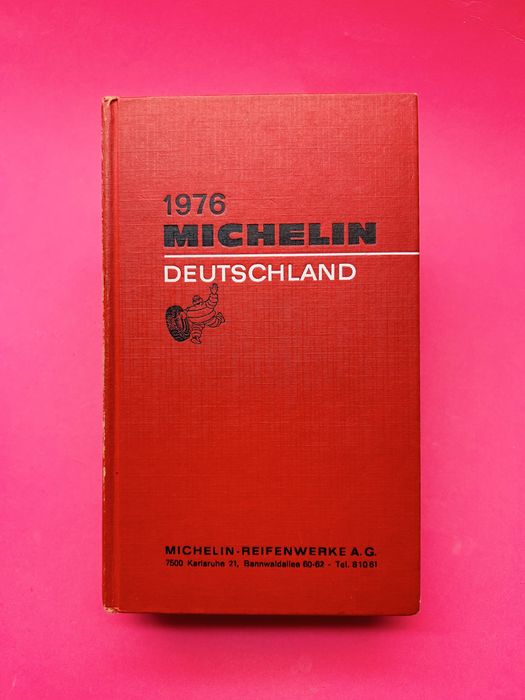 1976
MICHELIN
DEUTSCHLAND
MICHELIN-REIFENWERKE A.G.
7500 Karlsruhe 21, Bannwaldallee 60-62 - Tel. 81061